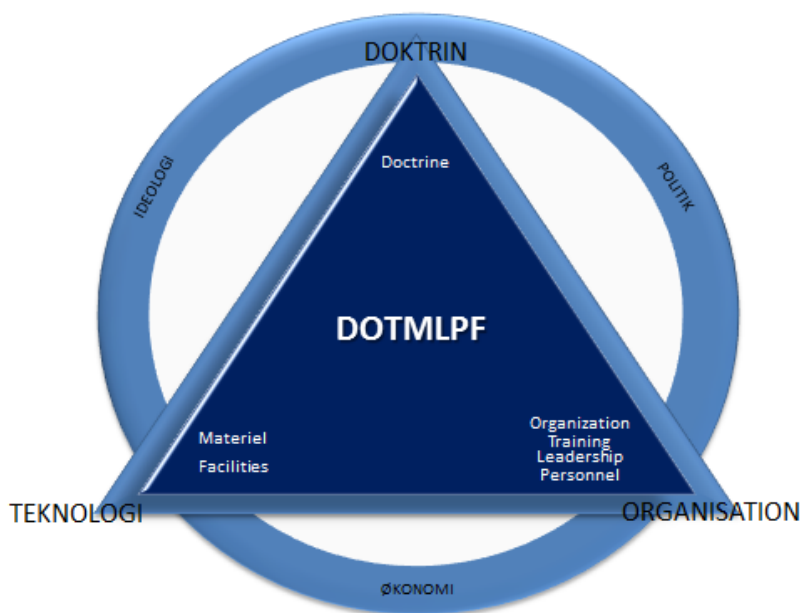 DOKTRIN
IDEOLOGI
POLITIK
Doctrine
DOTMLPF
Materiel
Facilities
Organization
Training
Leadership
Personnel
TEKNOLOGI
ORGANISATION
ØKONOMI